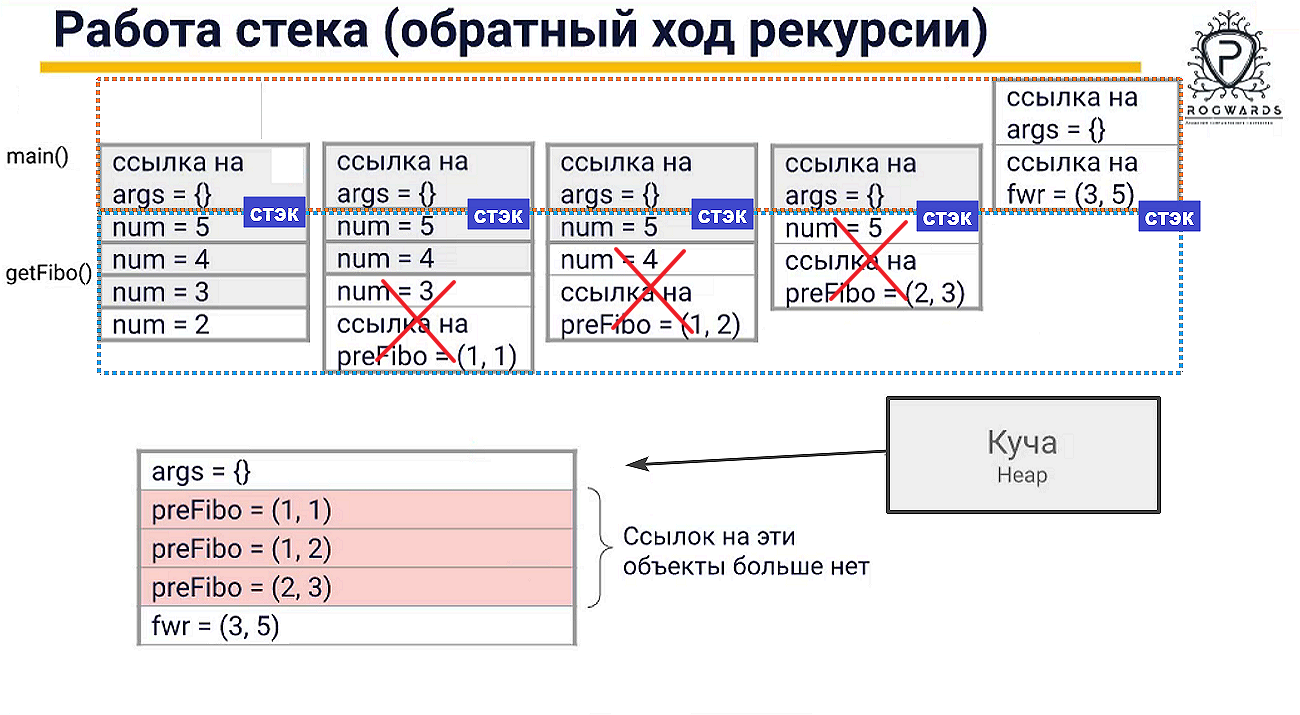 Работа стека (обратный ход рекурсии)
ROGWARDS
main()
getFibo()
ссылка на
args = {}
стэк
num = 5
num = 4
num = 3
num = 2
ссылка на
args = {}
стэк
num = 5
num = 4
num = 3
ссылка на
preFibo = (1, 1)
ссылка на
args = {}
стэк
num = 5
num = 4
ссылка на
preFibo = (1, 2)
ссылка на
args = {}
стэк
num = 5
ссылка на
preFibo = (2, 3)
ссылка на
args = {}
ссылка на
fwr = (3, 5)
стэк
Куча
Heap
args = {}
preFibo = (1, 1)
preFibo = (1, 2)
preFibo = (2, 3)
fwr = (3, 5)
Ссылок на эти
объекты больше нет